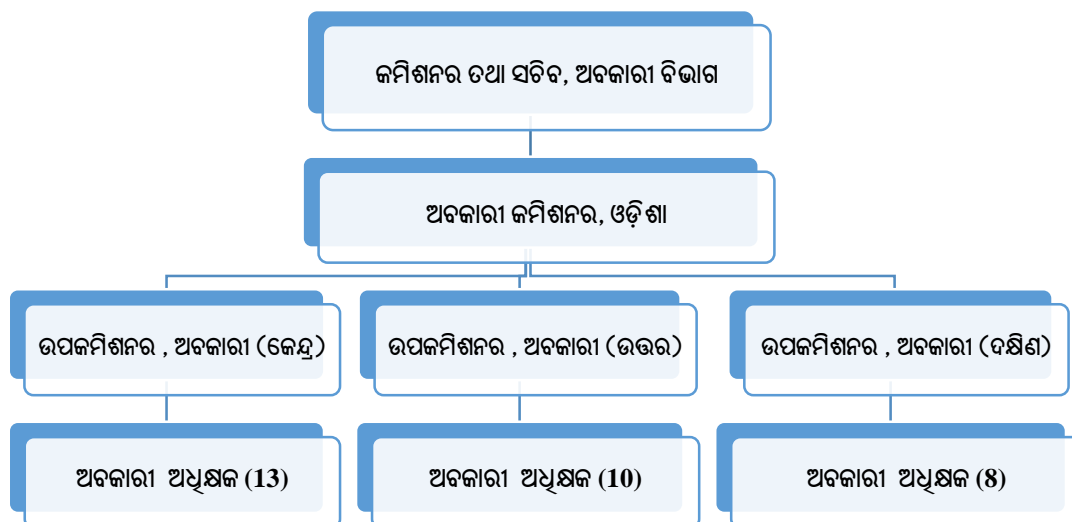 କମିଶନର ତଥା ସଚିବ, ଅବକାରୀ ବିଭାଗ
ଅବକାରୀ କମିଶନର, ଓଡ଼ିଶା
ଉପକମିଶନର , ଅବକାରୀ (କେନ୍ଦ୍ର)
ଉପକମିଶନର , ଅବକାରୀ (ଉତ୍ତର)
ଉପକମିଶନର , ଅବକାରୀ (ଦକ୍ଷିଣ)
ଅବକାରୀ ଅଧିକ୍ଷକ (13)
ଅବକାରୀ ଅଧିକ୍ଷକ (10)
ଅବକାରୀ ଅଧିକ୍ଷକ (8)